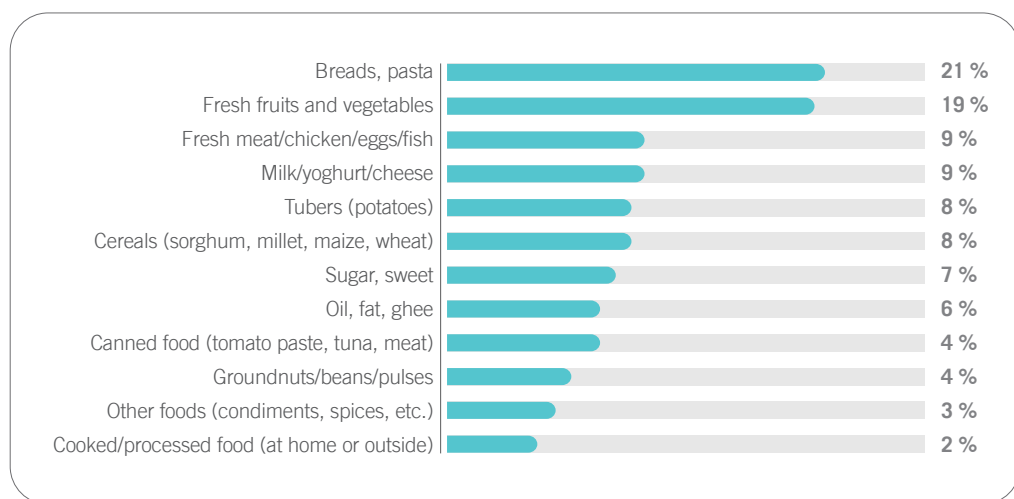 Breads, pasta 21 %
Fresh fruits and vegetables 19 %
Fresh meat/chicken/eggs/fish 9 %
Milk/yoghurt/cheese 9 %
Tubers (potatoes) 8 %
Cereals (sorghum, millet, maize, wheat) 8 %
Sugar, sweet 7 %
Oil, fat, ghee 6 %
Canned food (tomato paste, tuna, meat) 4 %
Groundnuts/beans/pulses 4 %
Other foods (condiments, spices, etc.) 3 %
Cooked/processed food (at home or outside) 2 %